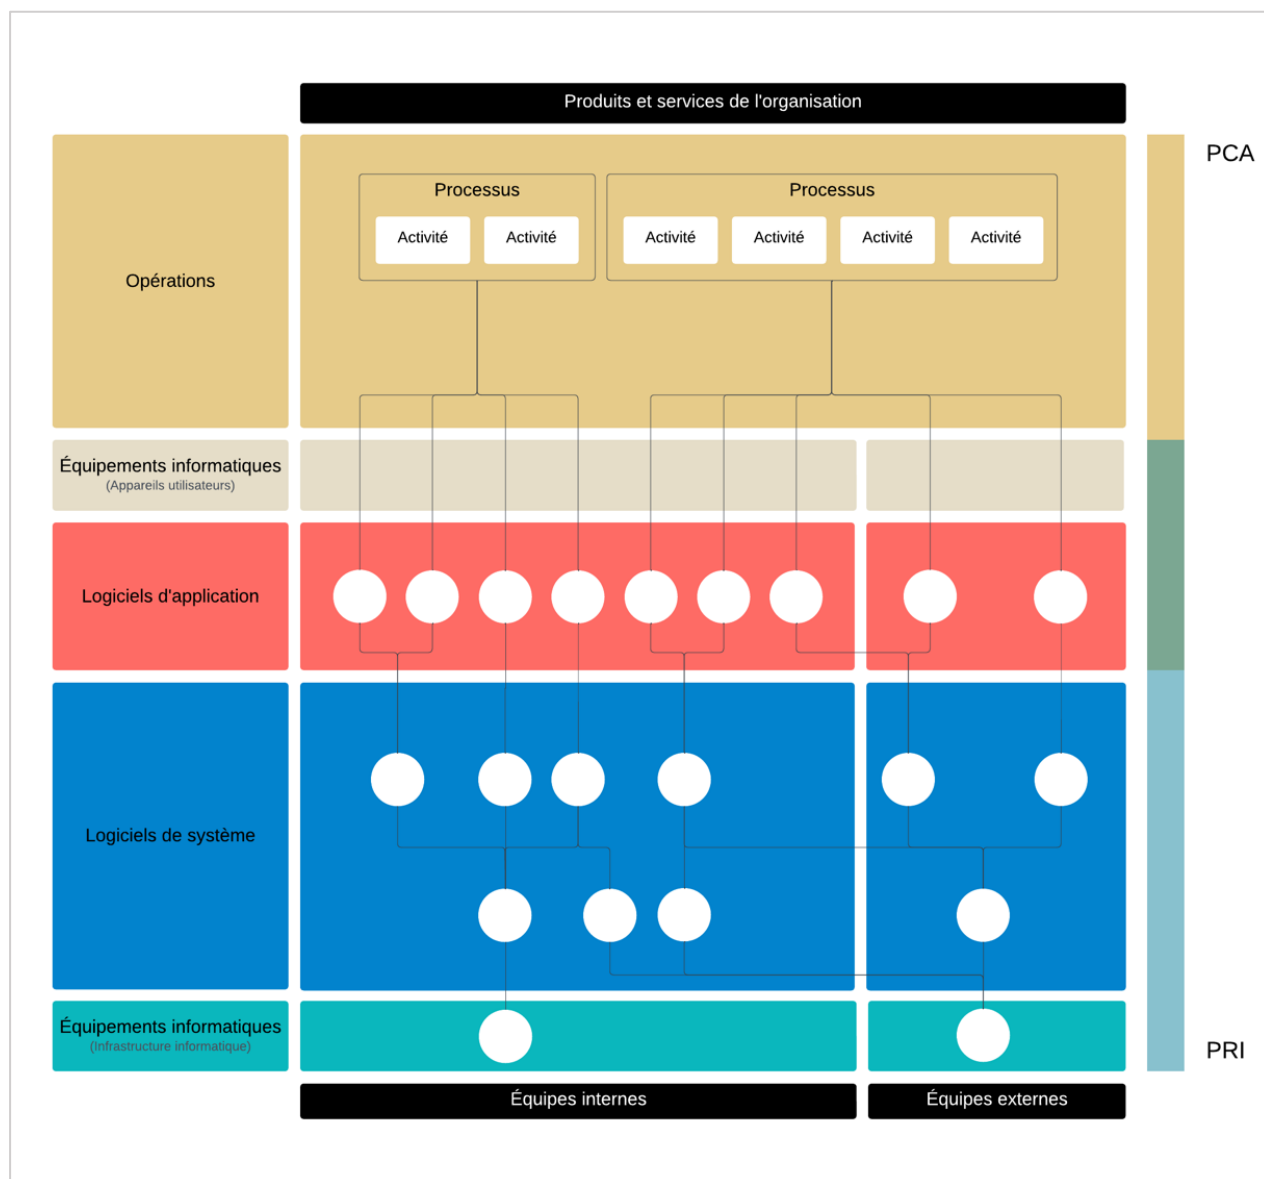 Produits et services de l'organisation
PCA
Opérations
Processus
Processus
Activité
Activité
Activité
Activité
Activité
Activité
Équipements informatiques
(Appareils utilisateurs)
Logiciels d'application
Logiciels de système
Équipements informatiques
(Infrastructure informatique)
PRI
Équipes internes
Équipes externes